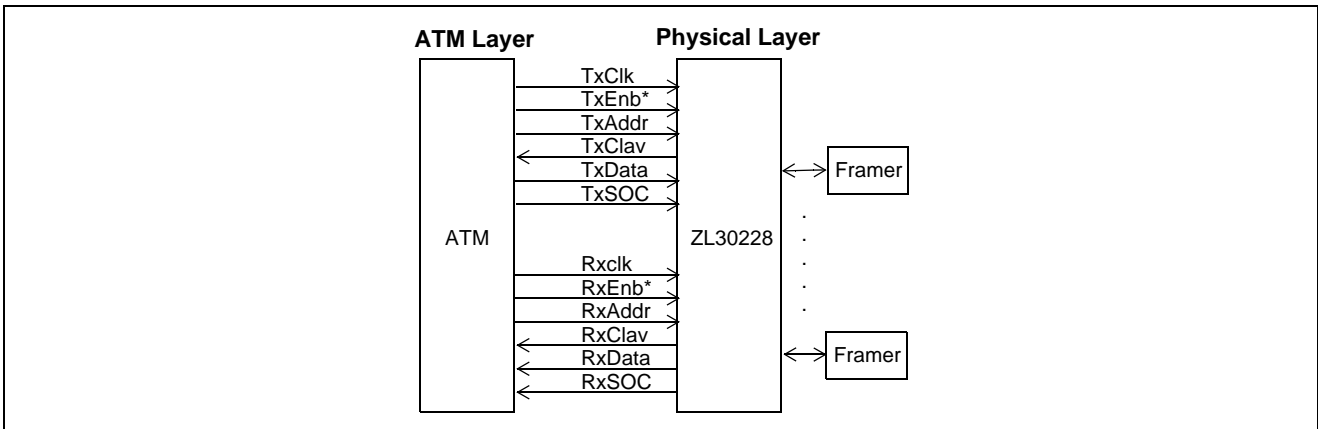 ATM Layer
Physical Layer
TxClk
TxEnb*
TxAddr
TxClav
TxData
TxSOC
Framer
ATM
ZL30228
Rxclk
RxEnb*
RxAddr
RxClav
RxData
RxSOC
Framer